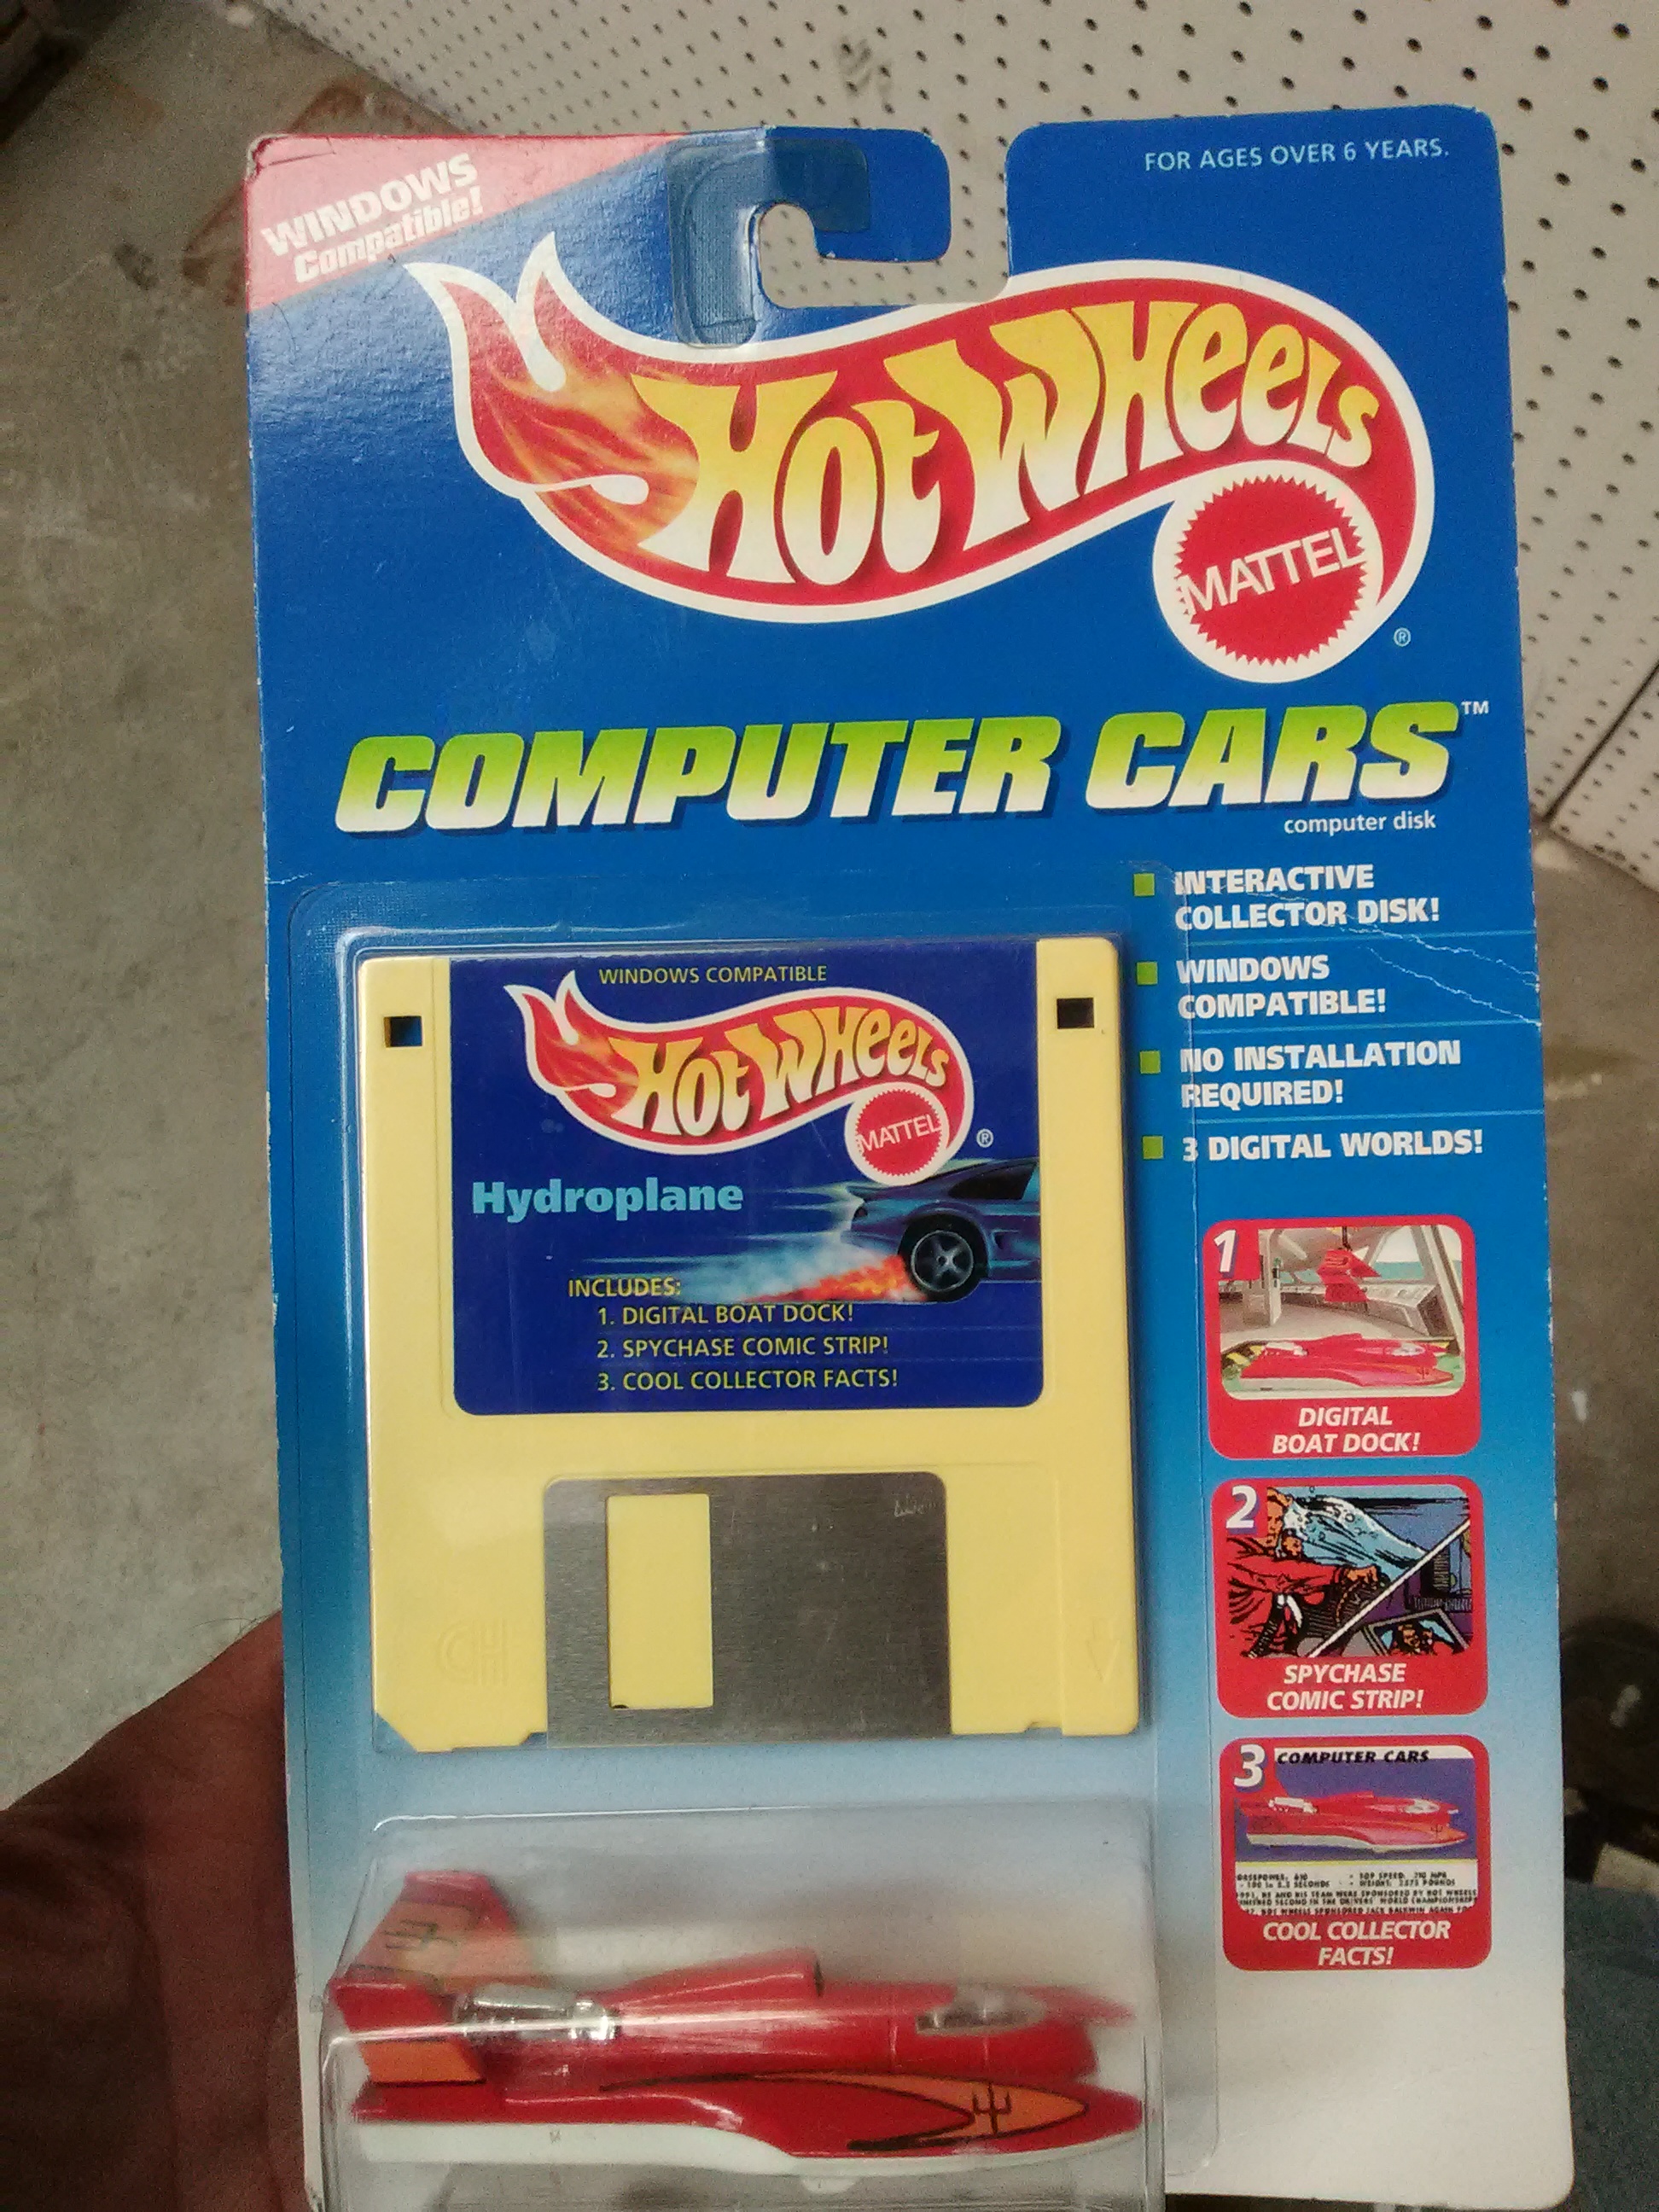 WINDOWS
Compatible!
FOR AGES OVER 6 YEARS.
HOT WHEELS
MATTEL
®
COMPUTER CARS™
computer disk
INTERACTIVE
COLLECTOR DISK!
WINDOWS
COMPATIBLE!
NO INSTALLATION
REQUIRED!
3 DIGITAL WORLDS!
WINDOWS COMPATIBLE
HOT WHEELS
MATTEL
®
Hydroplane
INCLUDES:
1. DIGITAL BOAT DOCK!
2. SPYCHASE COMIC STRIP!
3. COOL COLLECTOR FACTS!
1
DIGITAL
BOAT DOCK!
2
SPYCHASE
COMIC STRIP!
3
COMPUTER CARS
COOL COLLECTOR
FACTS!